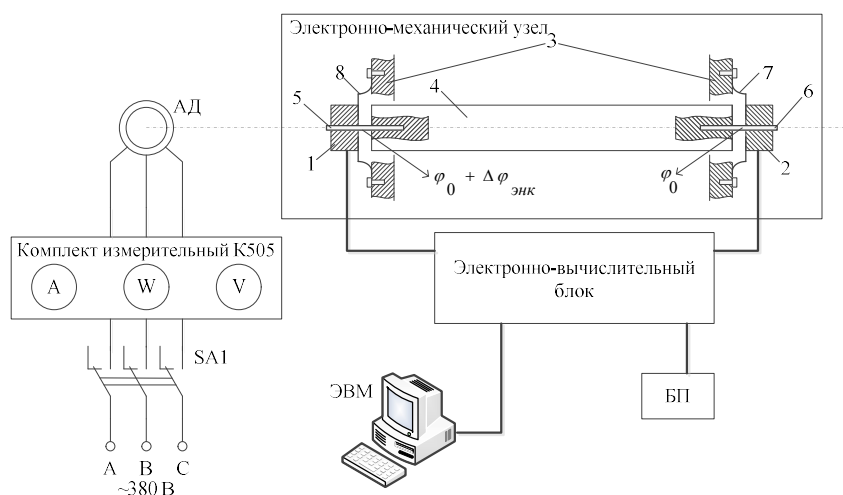 Электронно-механический узел
3
8
7
АД
5
4
6
1
2
φ0 + Δφэнк
φ0
Комплект измерительный К505
A
W
V
Электронно-вычислительный
блок
SA1
ЭВМ
БП
A
B
C
~380 В